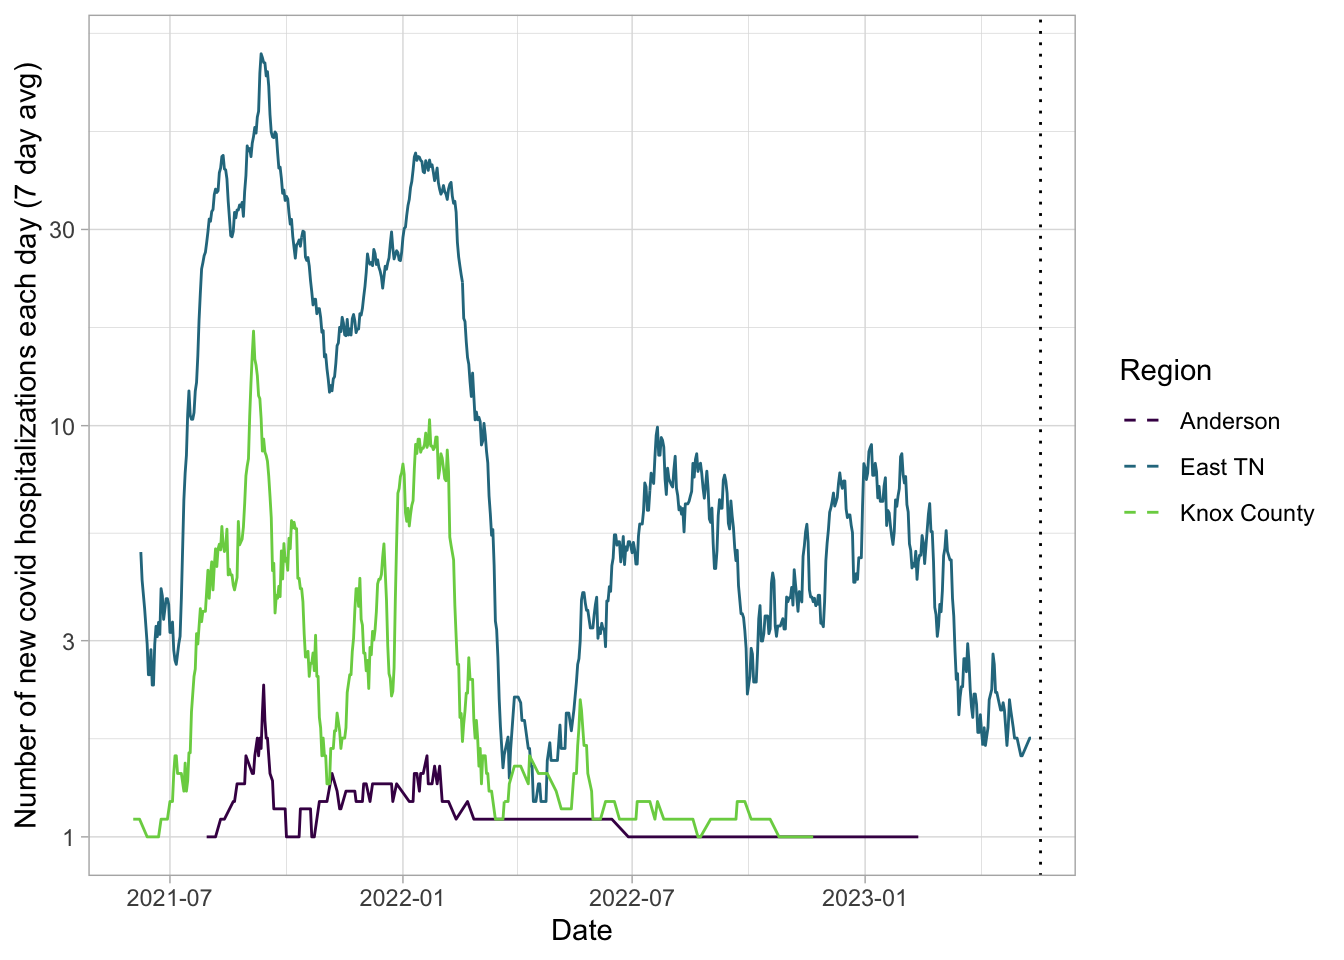 Number of new covid hospitalizations each day (7 day avg)
30
10
3
1
2021-07
2022-01
2022-07
2023-01
Date
Region
Anderson
East TN
Knox County